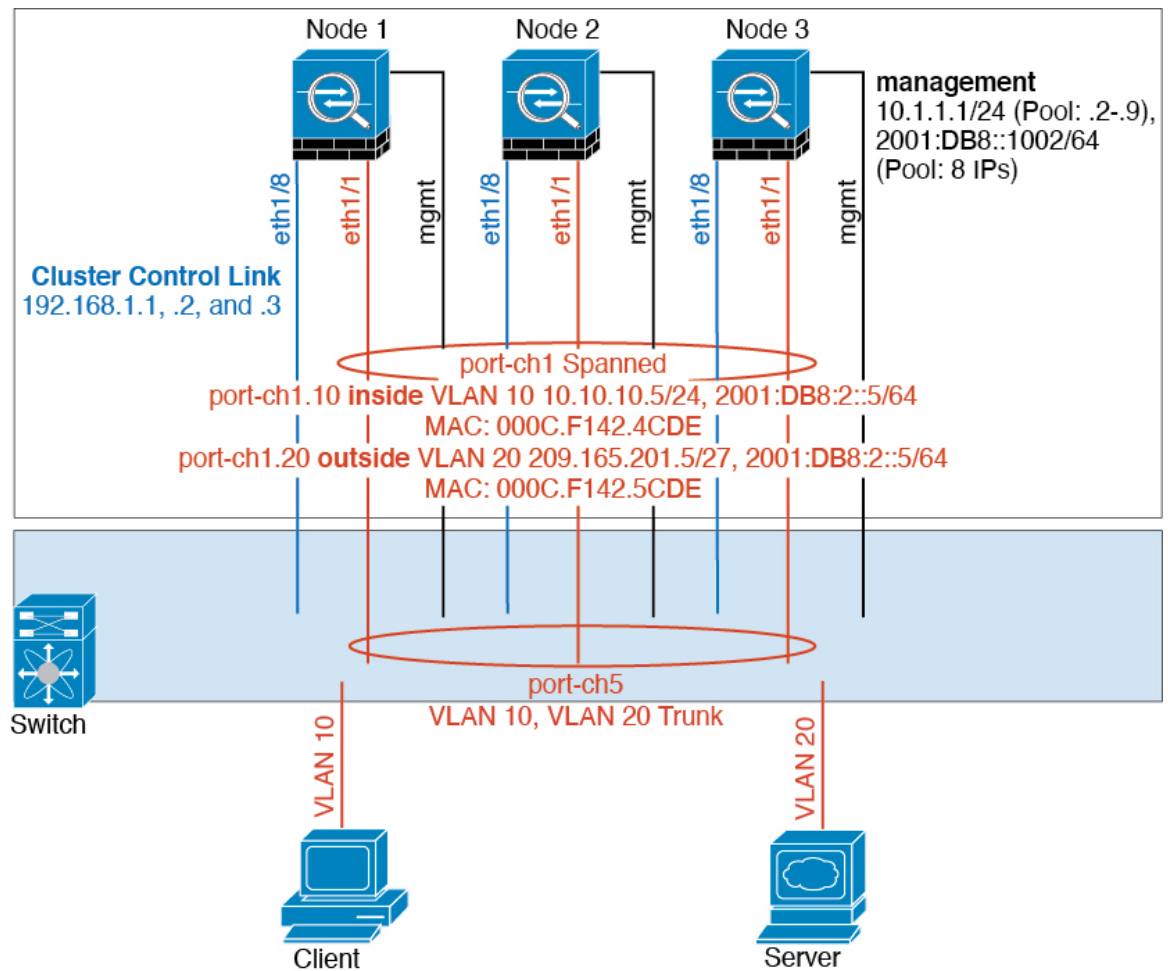 Node 1
Node 2
Node 3
management
10.1.1.1/24 (Pool: .2-.9),
2001:DB8::1002/64
(Pool: 8 IPs)
eth1/8
eth1/1
mgmt
eth1/8
eth1/1
mgmt
eth1/8
eth1/1
mgmt
Cluster Control Link
192.168.1.1, .2, and .3
port-ch1 Spanned
port-ch1.10 inside VLAN 10 10.10.10.5/24, 2001:DB8:2::5/64
MAC: 000C.F142.4CDE
port-ch1.20 outside VLAN 20 209.165.201.5/27, 2001:DB8:2::5/64
MAC: 000C.F142.5CDE
Switch
port-ch5
VLAN 10, VLAN 20 Trunk
VLAN 10
VLAN 20
Client
Server